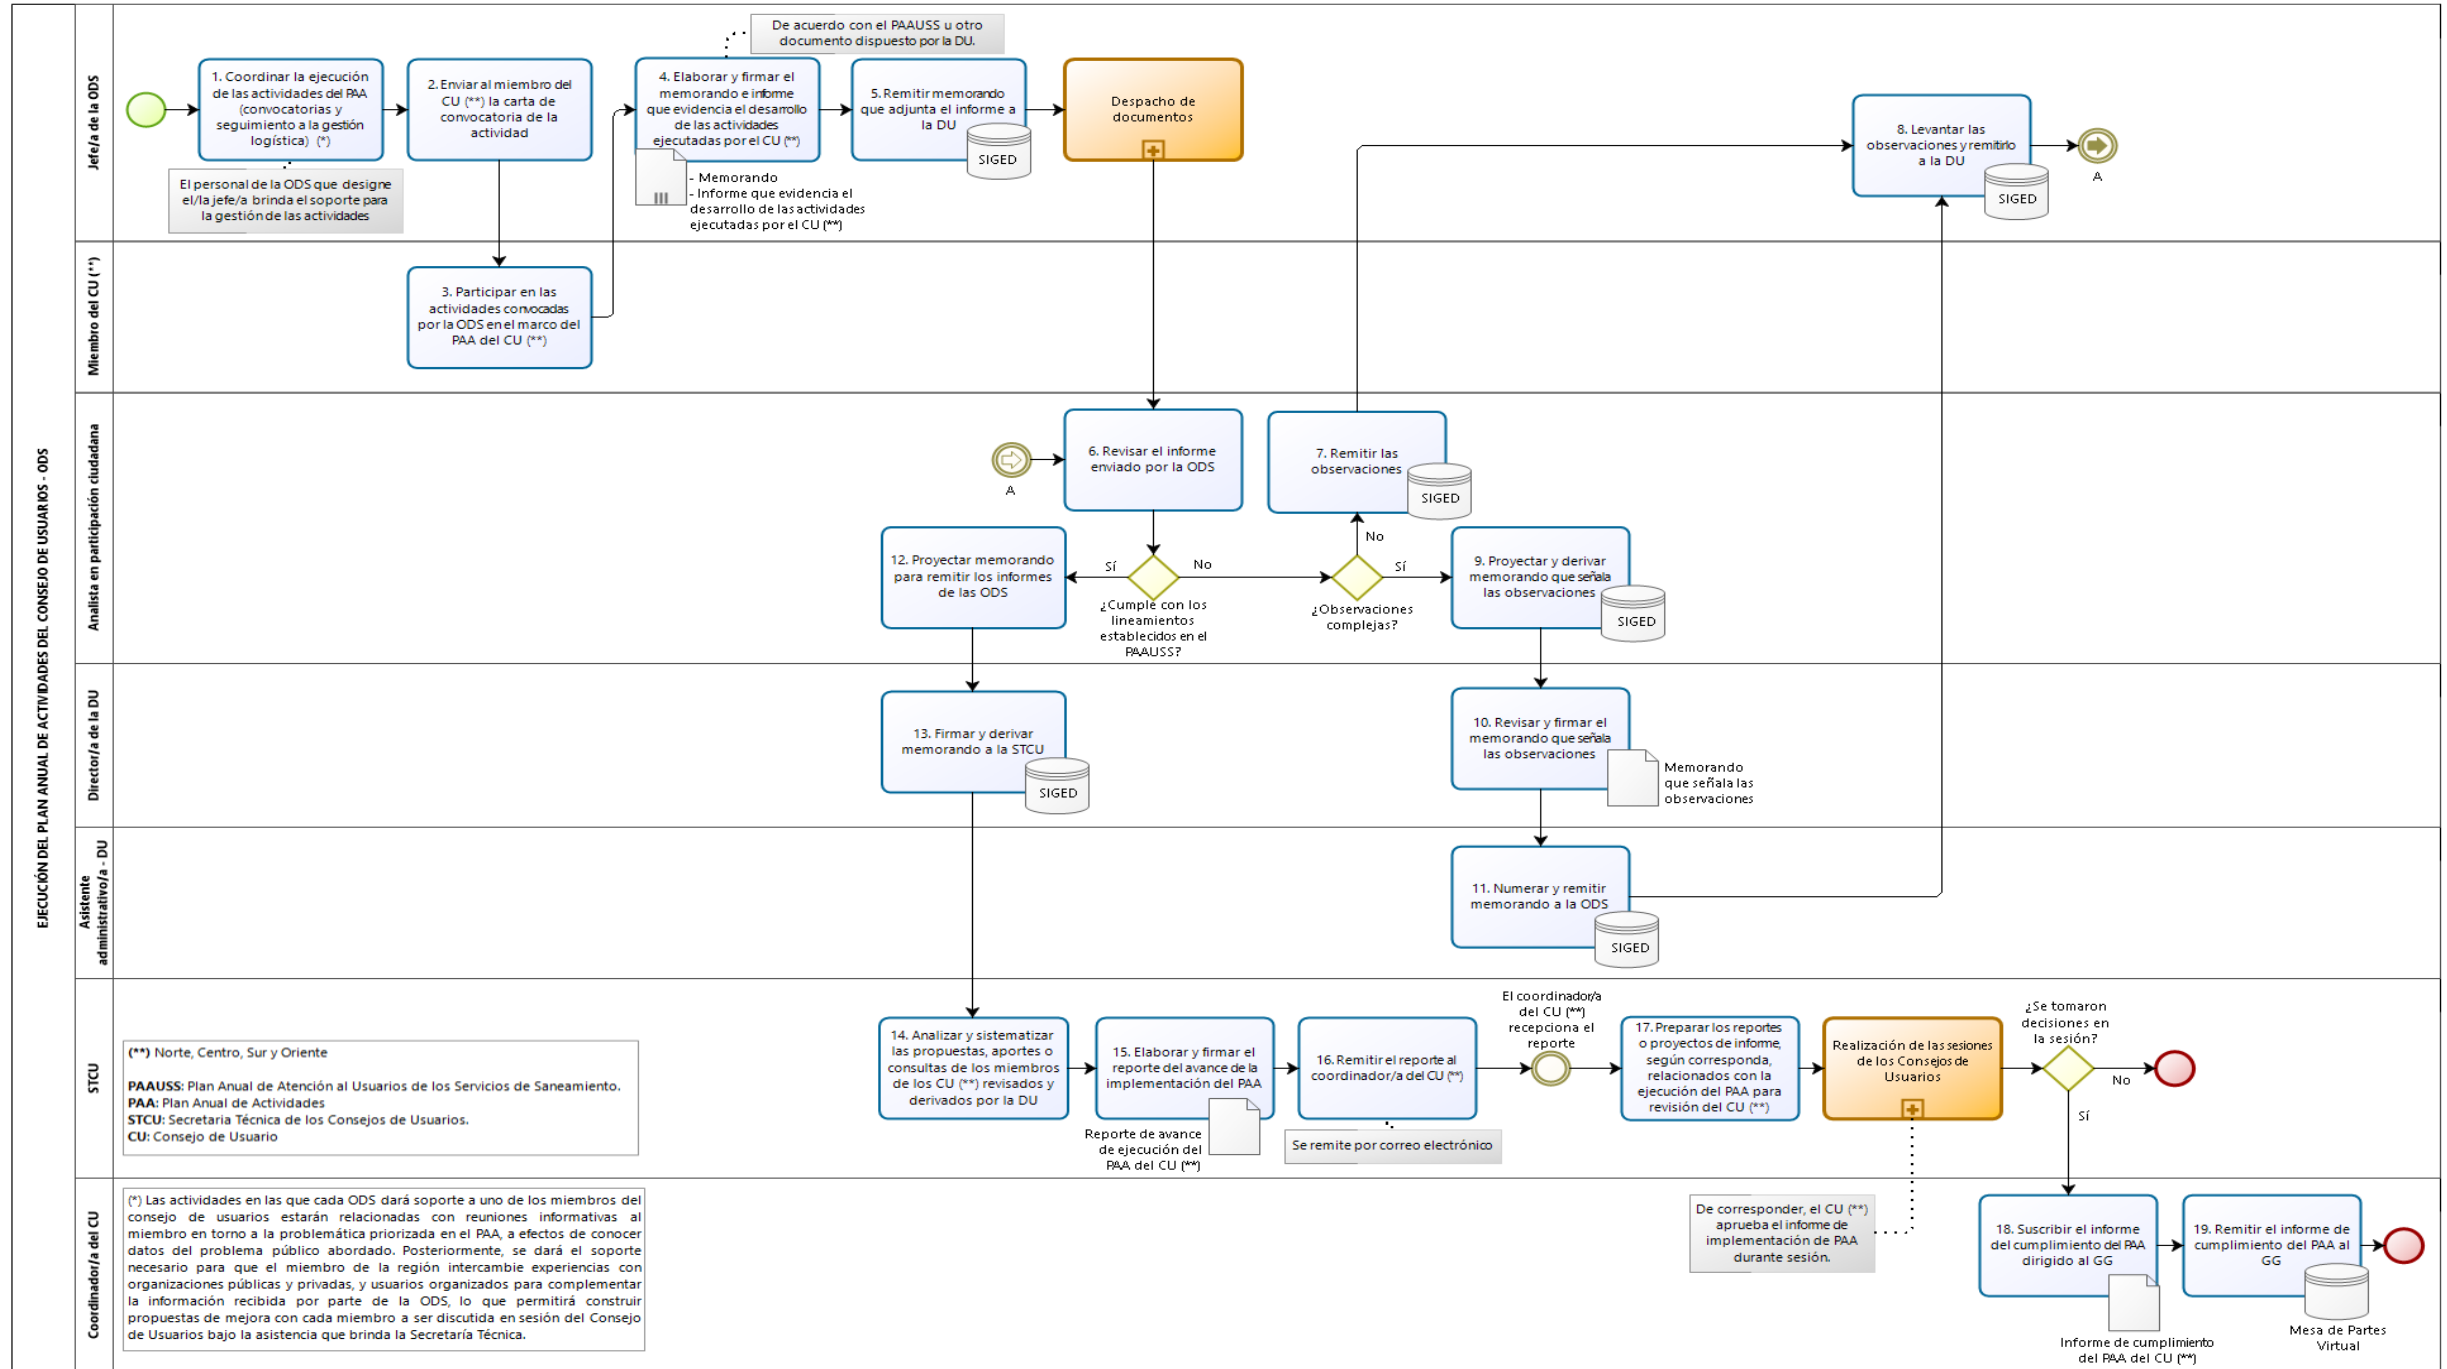 EJECUCIÓN DEL PLAN ANUAL DE ACTIVIDADES DEL CONSEJO DE USUARIOS - ODS
Jefe/a de la ODS
De acuerdo con el PAAUSS u otro
documento dispuesto por la DU.
1. Coordinar la ejecución
de las actividades del PAA
(convocatorias y
seguimiento a la gestión
logística) (*)
El personal de la ODS que designe
el/la jefe/a brinda el soporte para
la gestión de las actividades
2. Enviar al miembro del
CU (**) la carta de
convocatoria de la
actividad
4. Elaborar y firmar el
memorando e informe
que evidencia el desarrollo
de las actividades
ejecutadas por el CU (**)
- Memorando
- Informe que evidencia el
desarrollo de las actividades
ejecutadas por el CU (**)
5. Remitir memorando
que adjunta el informe a
la DU
SIGED
Despacho de
documentos
8. Levantar las
observaciones y remitirlo
a la DU
SIGED
A
Miembro del CU (**)
3. Participar en las
actividades convocadas
por la ODS en el marco del
PAA del CU (**)
Analista en participación ciudadana
A
6. Revisar el informe
enviado por la ODS
7. Remitir las
observaciones
SIGED
No
12. Proyectar memorando
para remitir los informes
de las ODS
Sí
No
¿Cumple con los
lineamientos
establecidos en el
PAAUSS?
¿Observaciones
complejas?
Sí
9. Proyectar y derivar
memorando que señala
las observaciones
SIGED
Director/a de la DU
13. Firmar y derivar
memorando a la STCU
SIGED
10. Revisar y firmar el
memorando que señala
las observaciones
Memorando
que señala las
observaciones
Asistente
administrativo/a - DU
11. Numerar y remitir
memorando a la ODS
SIGED
STCU
(**) Norte, Centro, Sur y Oriente
PAAUSS: Plan Anual de Atención al Usuarios de los Servicios de Saneamiento.
PAA: Plan Anual de Actividades
STCU: Secretaria Técnica de los Consejos de Usuarios.
CU: Consejo de Usuario
14. Analizar y sistematizar
las propuestas, aportes o
consultas de los miembros
de los CU (**) revisados y
derivados por la DU
15. Elaborar y firmar el
reporte del avance de la
implementación del PAA
Reporte de avance
de ejecución del
PAA del CU (**)
16. Remitir el reporte al
coordinador/a del CU (**)
Se remite por correo electrónico
El coordinador/a
del CU (**)
recepciona el
reporte
17. Preparar los reportes
o proyectos de informe,
según corresponda,
relacionados con la
ejecución del PAA para
revisión del CU (**)
Realización de las sesiones
de los Consejos de
Usuarios
¿Se tomaron
decisiones en
la sesión?
No
Sí
Coordinador/a del CU
(*) Las actividades en las que cada ODS dará soporte a uno de los miembros del
consejo de usuarios estarán relacionadas con reuniones informativas al
miembro en torno a la problemática priorizada en el PAA, a efectos de conocer
datos del problema público abordado. Posteriormente, se dará el soporte
necesario para que el miembro de la región intercambie experiencias con
organizaciones públicas y privadas, y usuarios organizados para complementar
la información recibida por parte de la ODS, lo que permitirá construir
propuestas de mejora con cada miembro a ser discutida en sesión del Consejo
de Usuarios bajo la asistencia que brinda la Secretaría Técnica.
De corresponder, el CU (**)
aprueba el informe de
implementación de PAA
durante sesión.
18. Suscribir el informe
del cumplimiento del PAA
dirigido al GG
Informe de cumplimiento
del PAA del CU (**)
19. Remitir el informe de
cumplimiento del PAA al
GG
Mesa de Partes
Virtual